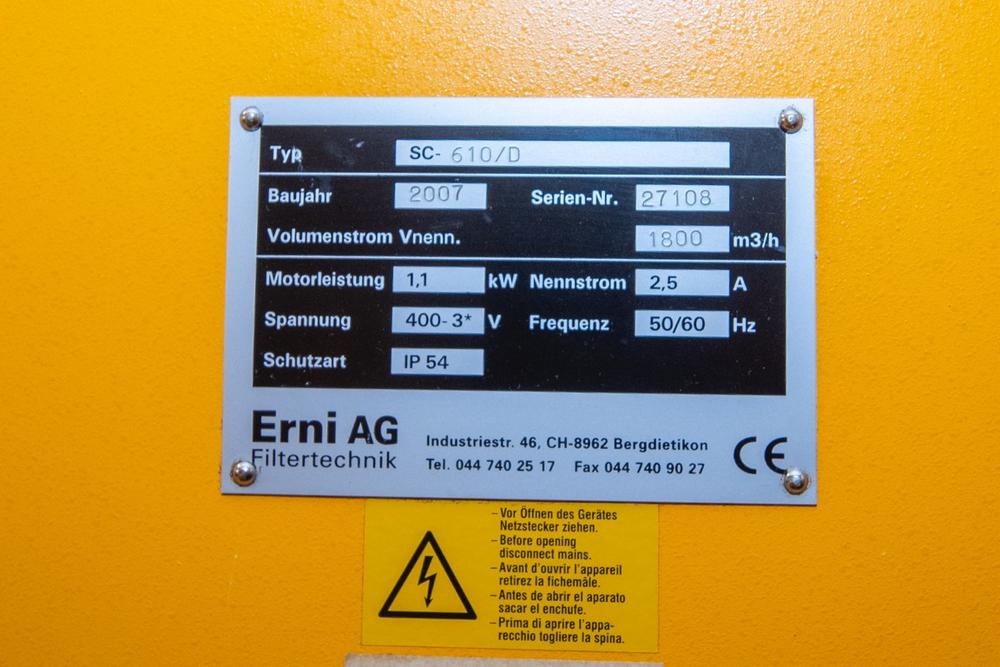 Typ SC- 610/D
Baujahr 2007 Serien-Nr. 27108
Volumenstrom Vnenn. 1800 m3/h
Motorleistung 1,1 kW Nennstrom 2,5 A
Spannung 400-3* V Frequenz 50/60 Hz
Schutzart IP 54
Erni AG
Filtertechnik
Industriestr. 46, CH-8962 Bergdietikon
Tel. 044 740 25 17 Fax 044 740 90 27
CE
– Vor Öffnen des Gerätes
Netzstecker ziehen.
– Before opening
disconnect mains.
– Avant d'ouvrir l'appareil
retirez la fichemâle.
– Antes de abrir el aparato
sacar el enchufe.
– Prima di aprire l'appa-
recchio togliere la spina.